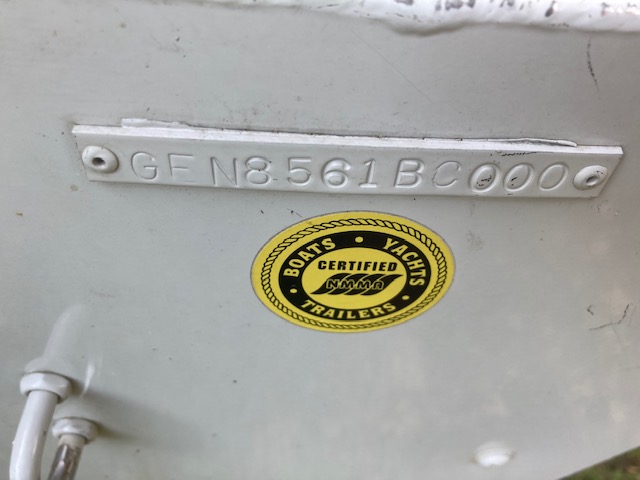 GFN8561BC000
BOATS • YACHTS
CERTIFIED
NMMA
• TRAILERS •